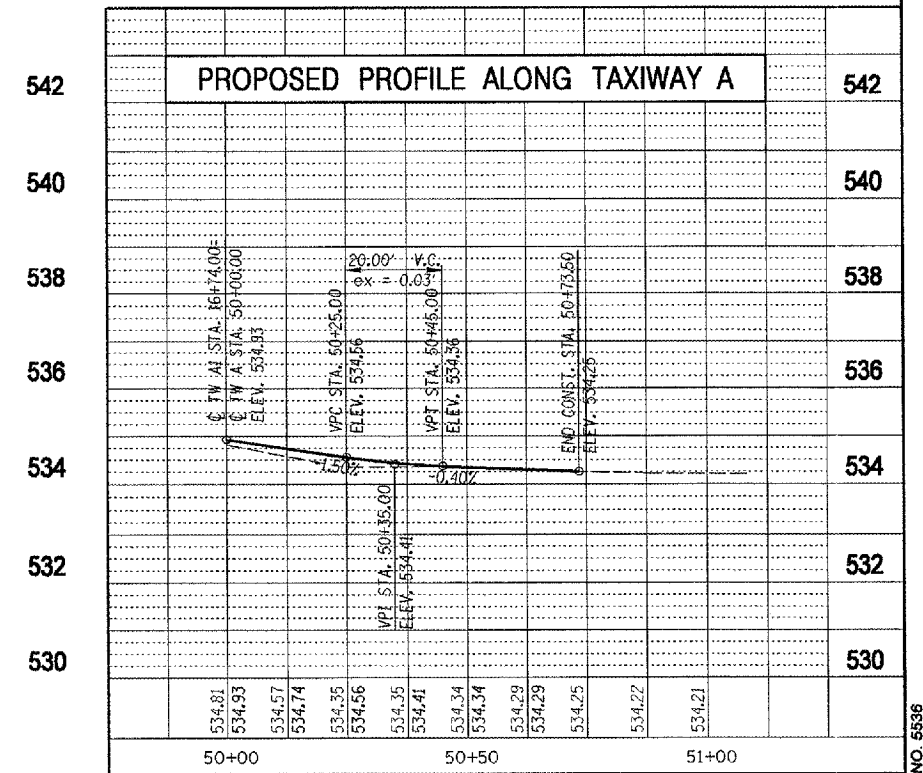 PROPOSED PROFILE ALONG TAXIWAY A
542 542
540 540
538 538
536 536
534 534
532 532
530 530
℄ TW A1 STA. 16+74.00=
℄ TW A STA. 50+00.00
ELEV. 534.93
VPC STA. 50+25.00
ELEV. 534.56
20.00' V.C.
ex = 0.03'
VPT STA. 50+45.00
ELEV. 534.36
END CONST. STA. 50+73.50
ELEV. 534.25
-1.50%
-0.40%
VPI STA. 50+35.00
ELEV. 534.41
534.81
534.93
534.57
534.74
534.35
534.56
534.35
534.41
534.34
534.34
534.29
534.29
534.25
534.22
534.21
50+00 50+50 51+00
NO. 5536